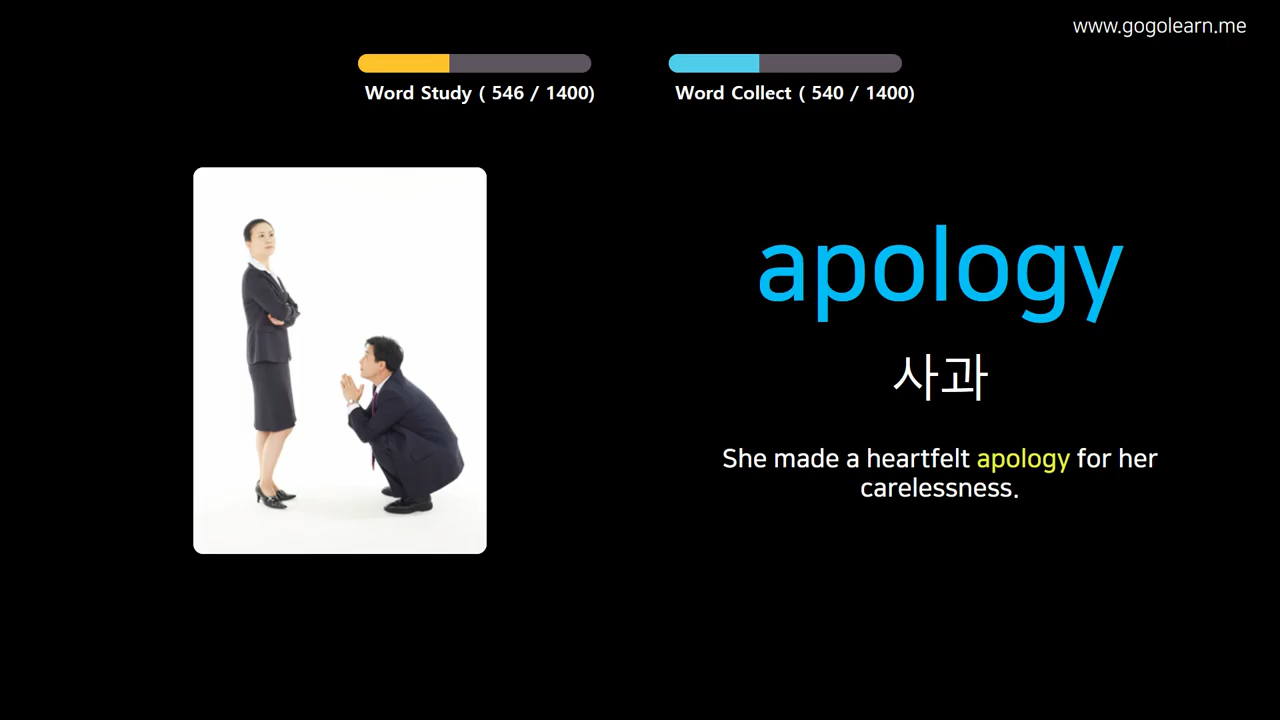 www.gogolearn.me
Word Study ( 546 / 1400)
Word Collect ( 540 / 1400)
apology
사과
She made a heartfelt apology for her
carelessness.